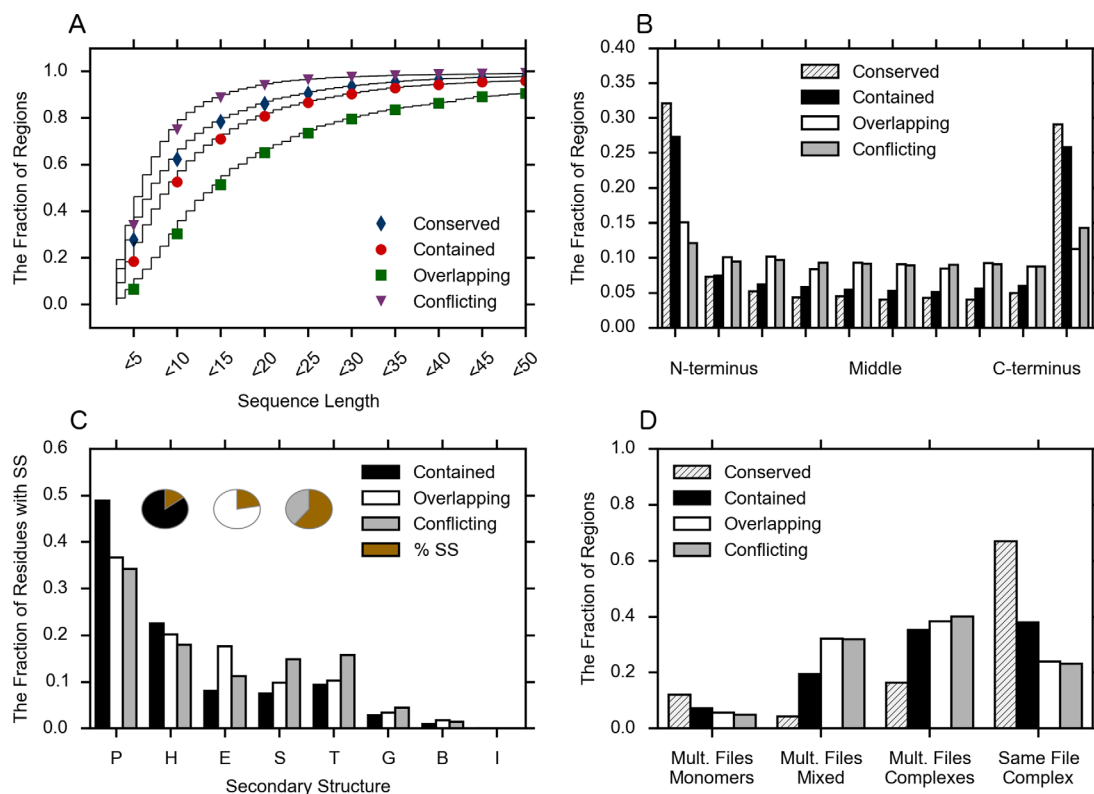 A
The Fraction of Regions
1.0
0.8
0.6
0.4
0.2
0.0
Conserved
Contained
Overlapping
Conflicting
<5
<10
<15
<20
<25
<30
<35
<40
<45
<50
Sequence Length
B
The Fraction of Regions
0.40
0.35
0.30
0.25
0.20
0.15
0.10
0.05
0.00
Conserved
Contained
Overlapping
Conflicting
N-terminus
Middle
C-terminus
C
The Fraction of Residues with SS
0.6
0.5
0.4
0.3
0.2
0.1
0.0
Contained
Overlapping
Conflicting
% SS
P H E S T G B I
Secondary Structure
D
The Fraction of Regions
1.0
0.8
0.6
0.4
0.2
0.0
Conserved
Contained
Overlapping
Conflicting
Mult. Files
Monomers
Mult. Files
Mixed
Mult. Files
Complexes
Same File
Complex